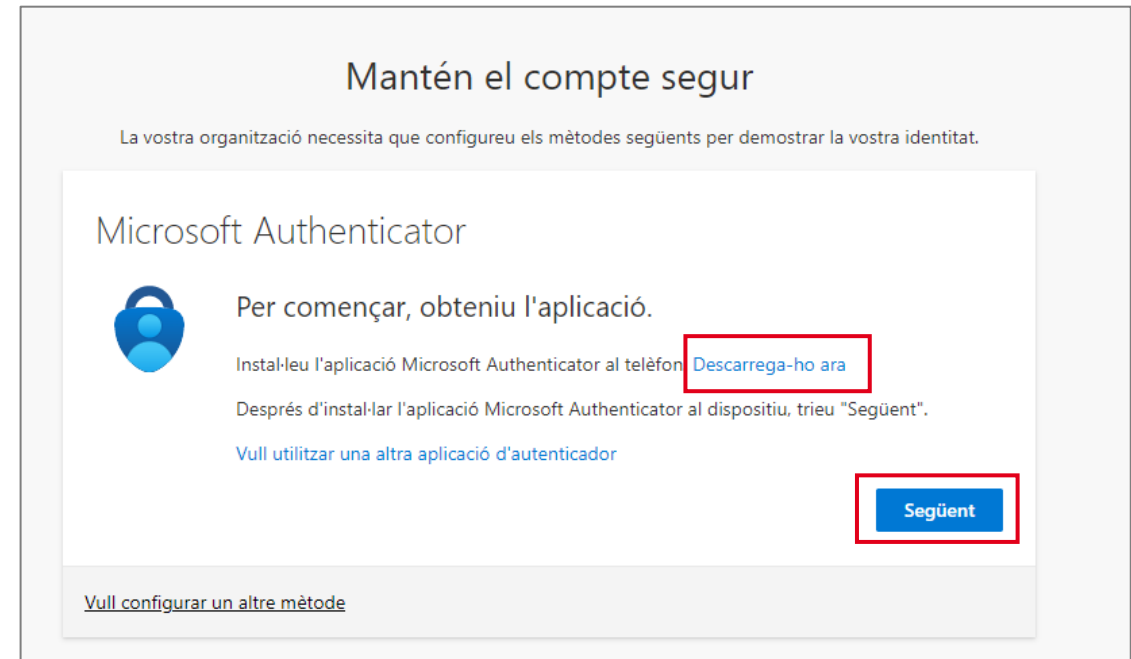 Mantén el compte segur
La vostra organització necessita que configureu els mètodes següents per demostrar la vostra identitat.
Microsoft Authenticator
Per començar, obteniu l'aplicació.
Instal·leu l'aplicació Microsoft Authenticator al telèfon. Descarrega-ho ara
Després d'instal·lar l'aplicació Microsoft Authenticator al dispositiu, trieu "Següent".
Vull utilitzar una altra aplicació d'autenticador
Següent
Vull configurar un altre mètode